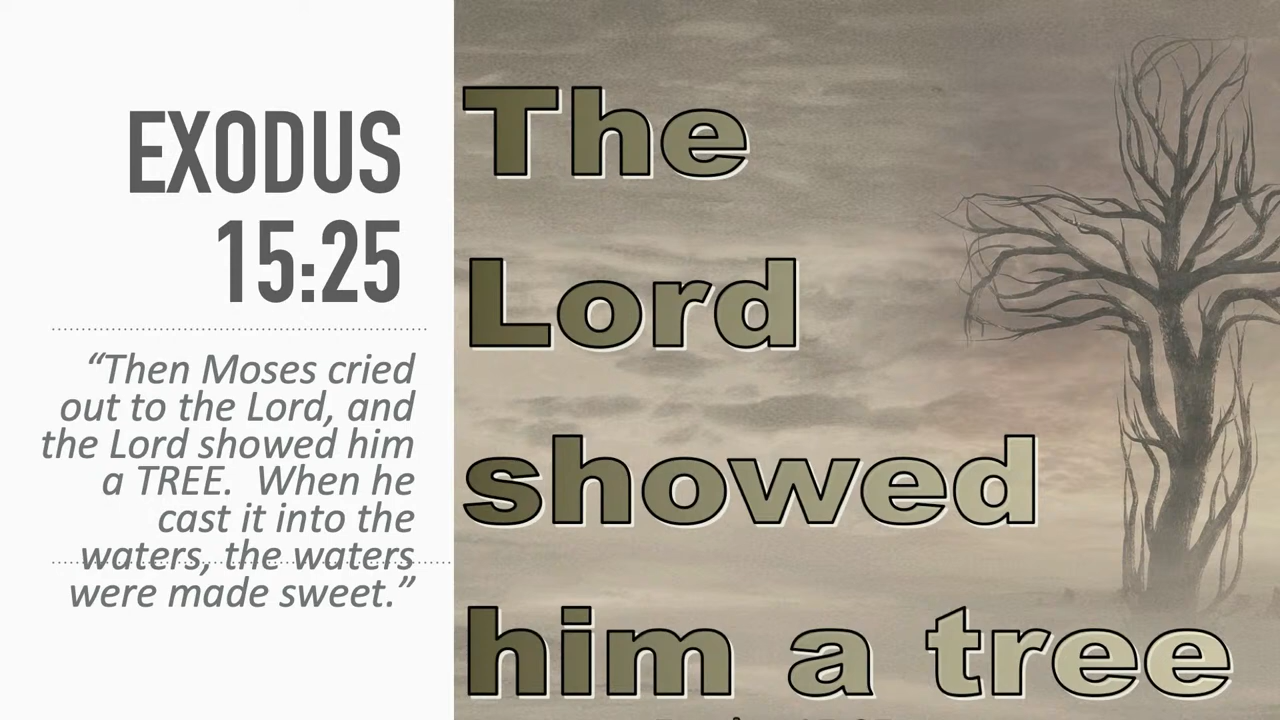 EXODUS
15:25
“Then Moses cried
out to the Lord, and
the Lord showed him
a TREE.  When he
cast it into the
waters, the waters
were made sweet.”
The
Lord
showed
him a tree